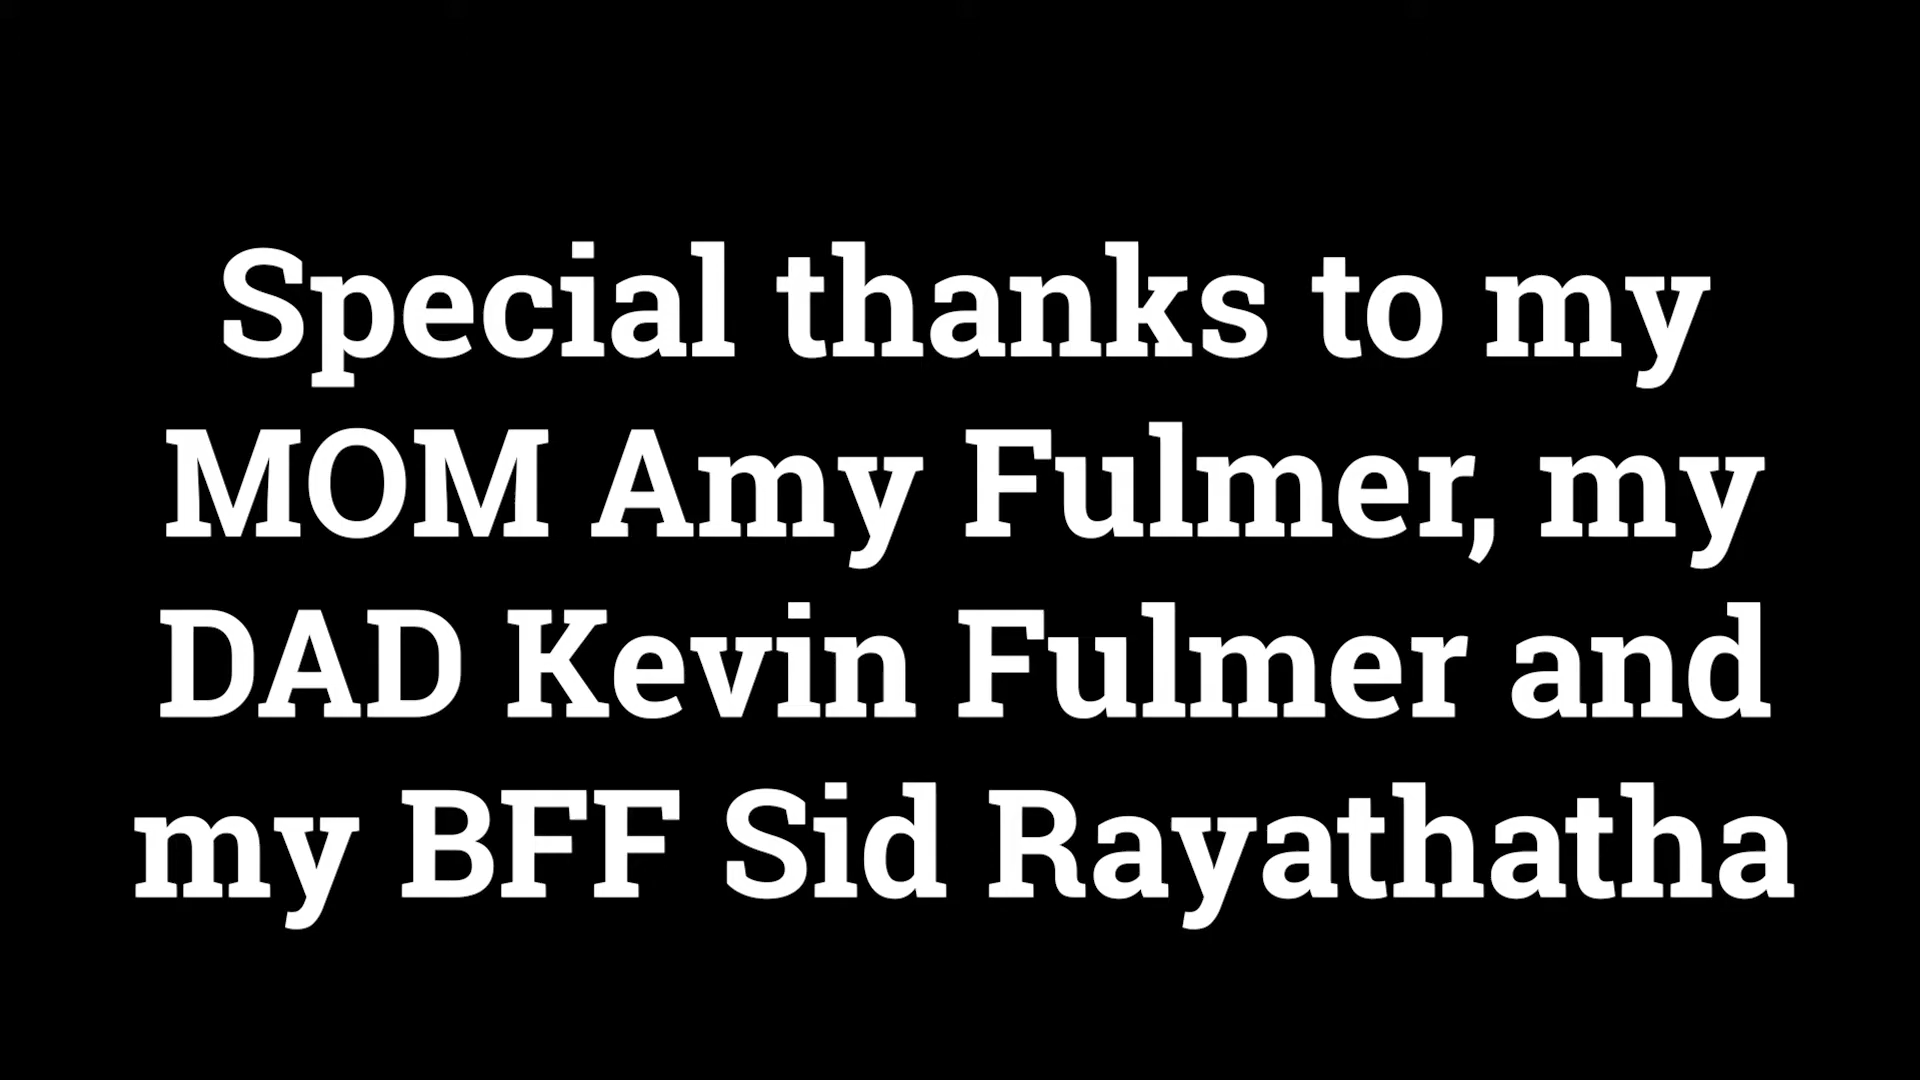 Special thanks to my
MOM Amy Fulmer, my
DAD Kevin Fulmer and
my BFF Sid Rayathatha